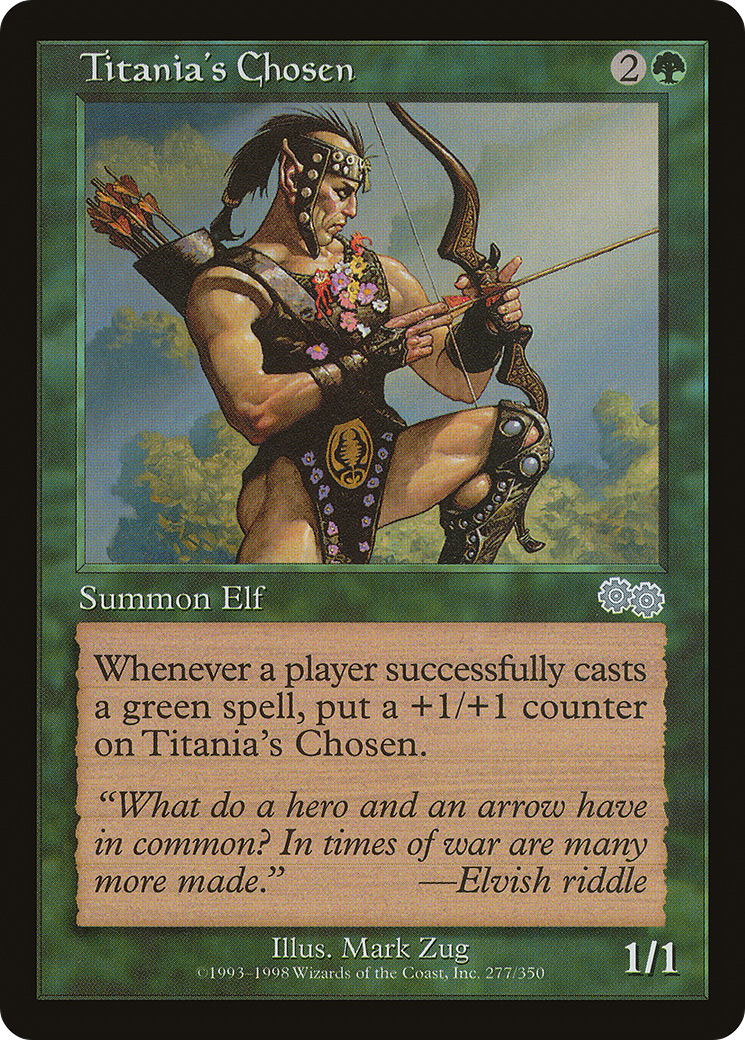 Titania's Chosen 2
Summon Elf
Whenever a player successfully casts
a green spell, put a +1/+1 counter
on Titania's Chosen.
“What do a hero and an arrow have
in common? In times of war are many
more made.” —Elvish riddle
Illus. Mark Zug
©1993–1998 Wizards of the Coast, Inc. 277/350
1/1